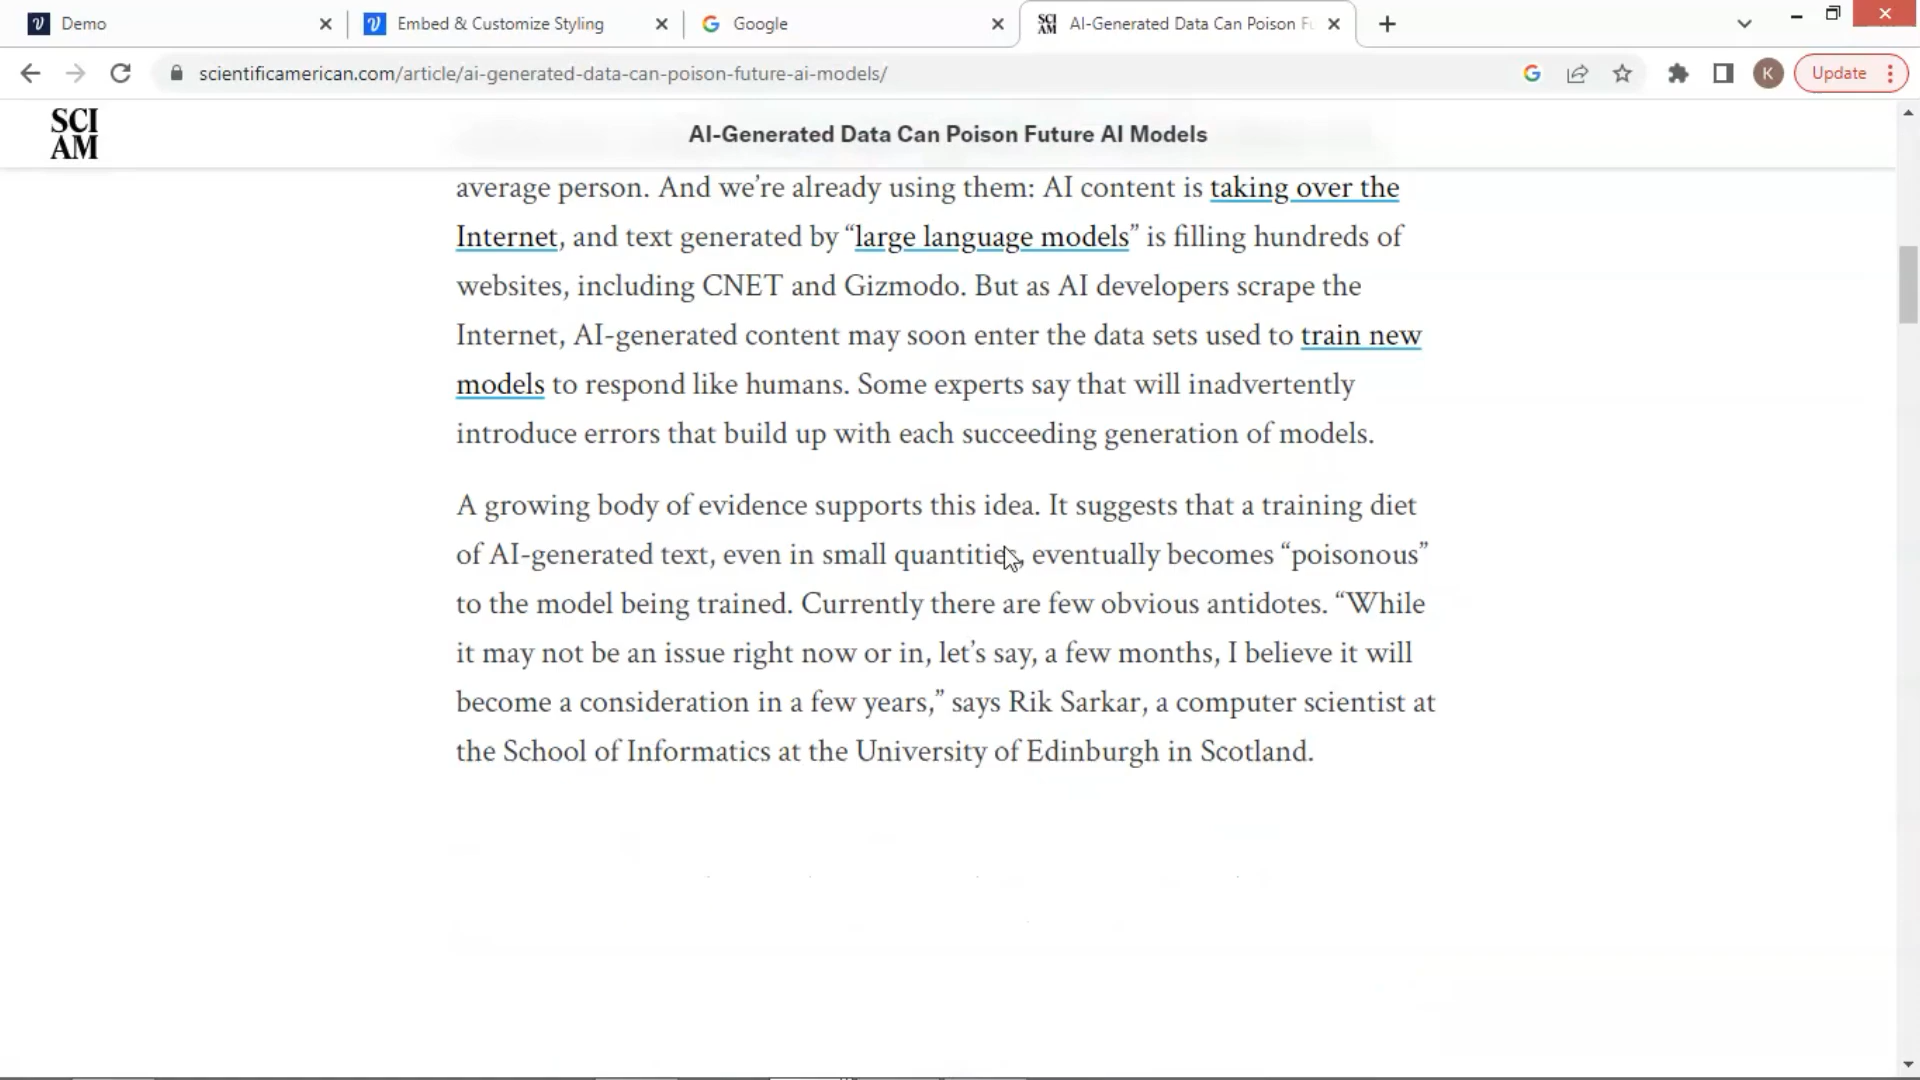 Demo
Embed & Customize Styling
Google
AI-Generated Data Can Poison F
scientificamerican.com/article/ai-generated-data-can-poison-future-ai-models/
K
Update
SCI
AM
AI-Generated Data Can Poison Future AI Models
average person. And we’re already using them: AI content is taking over the
Internet, and text generated by “large language models” is filling hundreds of
websites, including CNET and Gizmodo. But as AI developers scrape the
Internet, AI-generated content may soon enter the data sets used to train new
models to respond like humans. Some experts say that will inadvertently
introduce errors that build up with each succeeding generation of models.
A growing body of evidence supports this idea. It suggests that a training diet
of AI-generated text, even in small quantities, eventually becomes “poisonous”
to the model being trained. Currently there are few obvious antidotes. “While
it may not be an issue right now or in, let’s say, a few months, I believe it will
become a consideration in a few years,” says Rik Sarkar, a computer scientist at
the School of Informatics at the University of Edinburgh in Scotland.